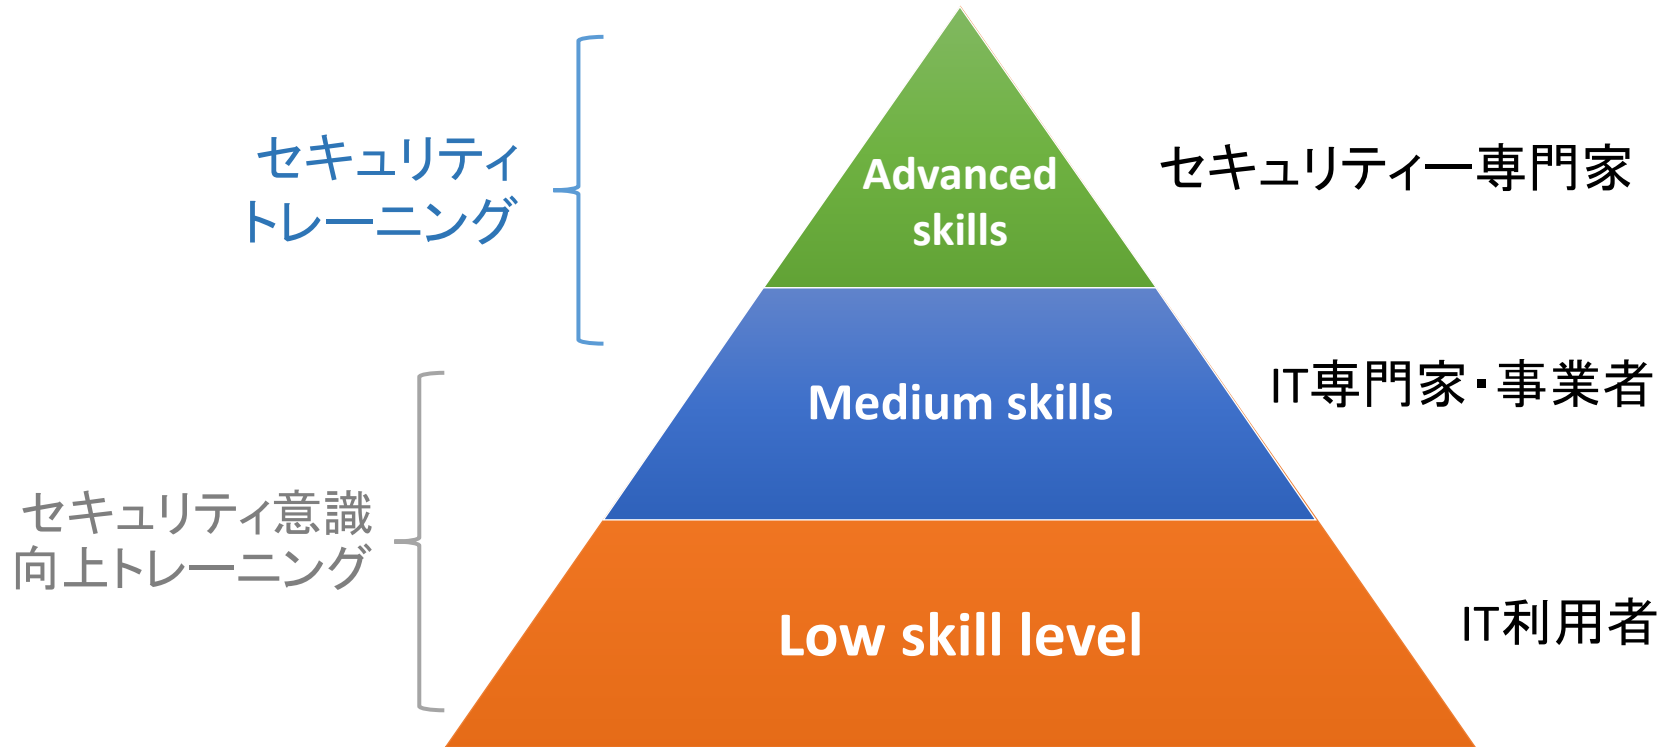 セキュリティ
トレーニング
Advanced
skills
セキュリティー専門家
Medium skills
IT専門家・事業者
セキュリティ意識
向上トレーニング
Low skill level
IT利用者